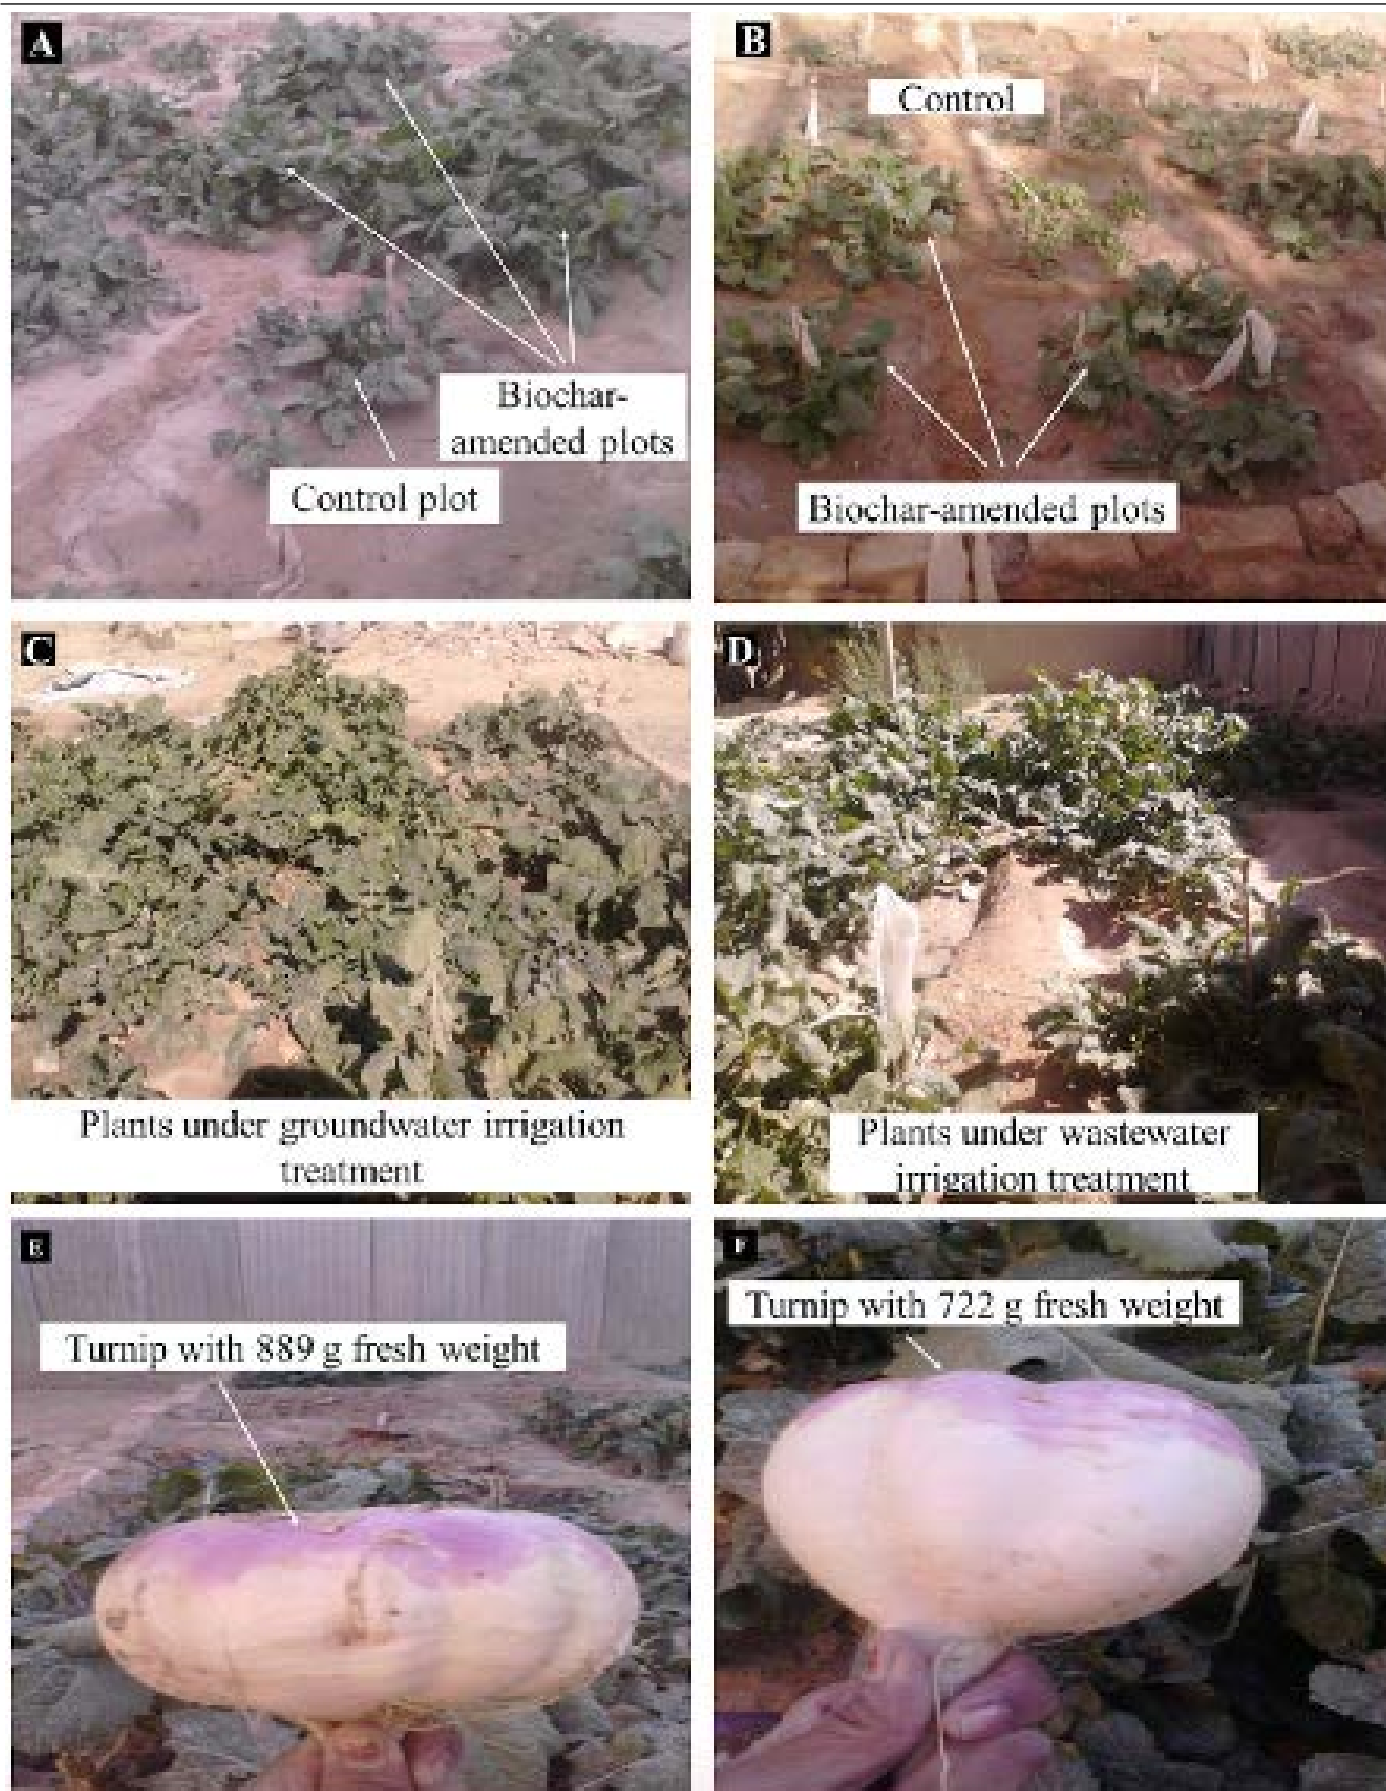 A
B
Control
Biochar-
amended plots
Control plot
Biochar-amended plots
C
D
Plants under groundwater irrigation
treatment
Plants under wastewater
irrigation treatment
E
F
Turnip with 889 g fresh weight
Turnip with 722 g fresh weight